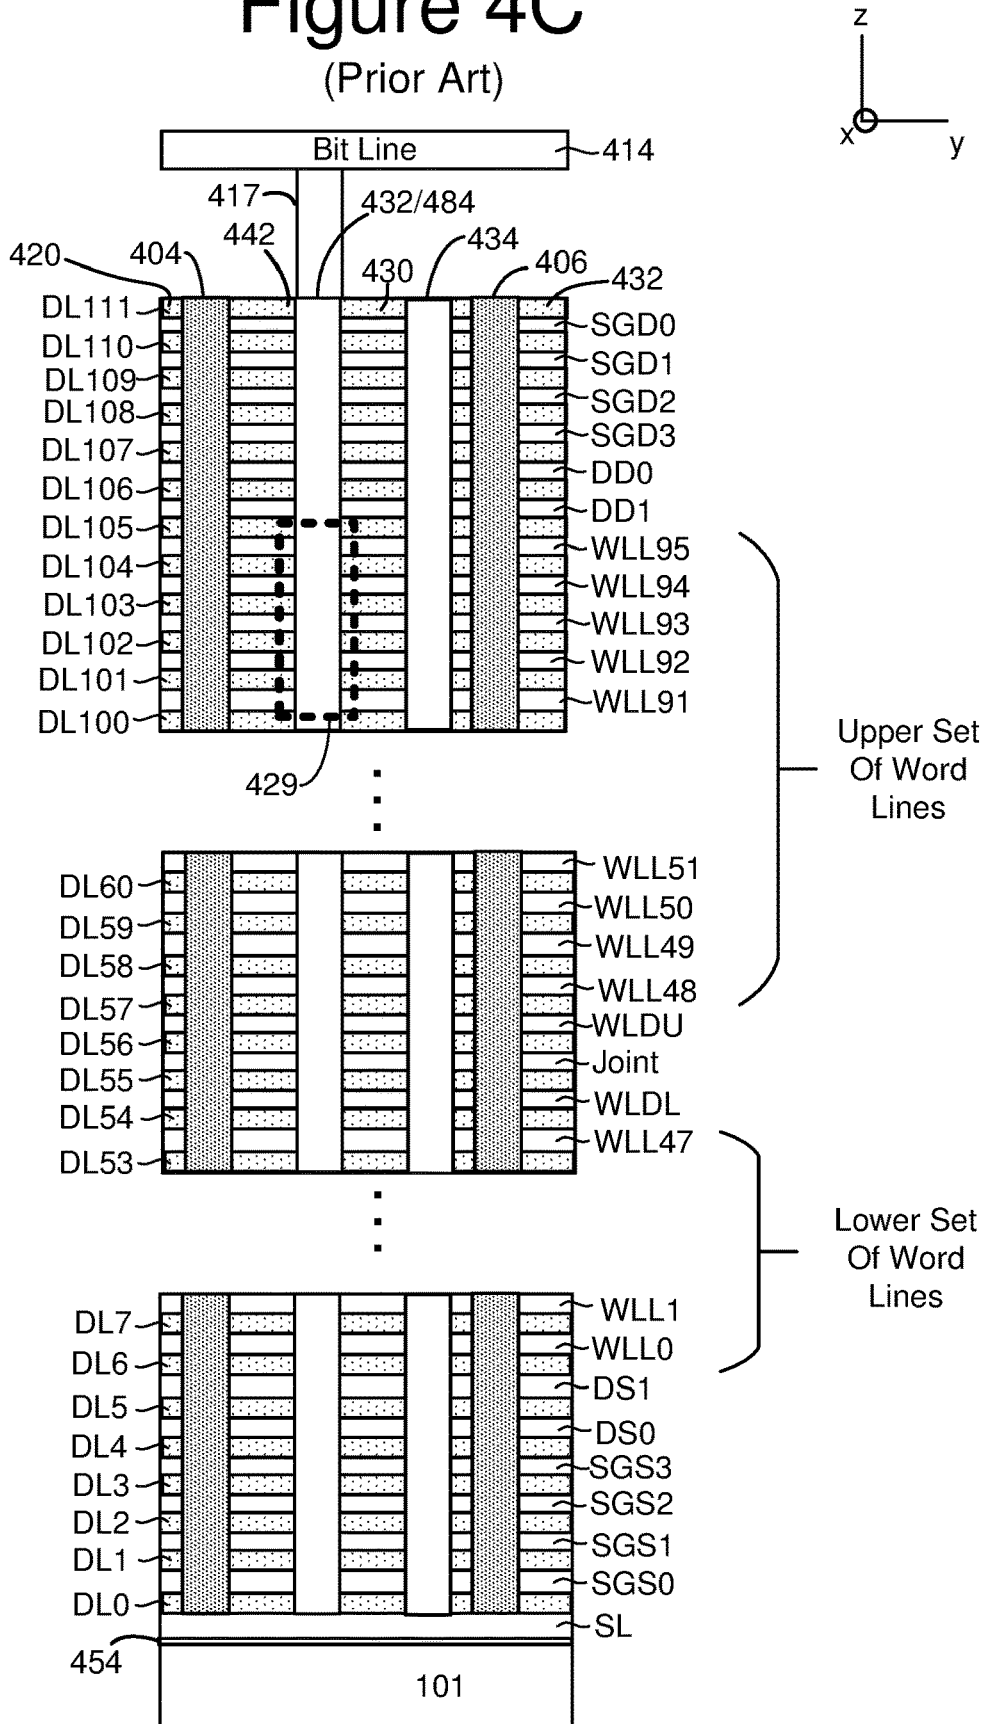 Figure 4C
(Prior Art)
z
x
y
Bit Line
414
417
432/484
442
434
420
404
430
406
432
DL111
SGD0
DL110
SGD1
DL109
SGD2
DL108
SGD3
DL107
DD0
DL106
DD1
DL105
WLL95
DL104
WLL94
DL103
WLL93
DL102
WLL92
DL101
WLL91
DL100
429
Upper Set
Of Word
Lines
WLL51
DL60
WLL50
DL59
WLL49
DL58
WLL48
DL57
WLDU
DL56
Joint
DL55
WLDL
DL54
WLL47
DL53
Lower Set
Of Word
Lines
WLL1
DL7
WLL0
DL6
DS1
DL5
DS0
DL4
SGS3
DL3
SGS2
DL2
SGS1
DL1
SGS0
DL0
SL
454
101